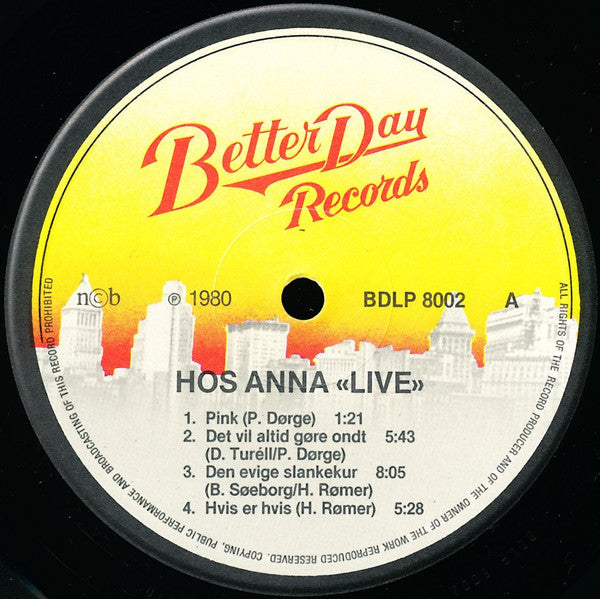 Better Day
Records
n©b
℗ 1980
BDLP 8002
A
HOS ANNA «LIVE»
1. Pink (P. Dørge) 1:21
2. Det vil altid gøre ondt 5:43
(D. Turéll/P. Dørge)
3. Den evige slankekur 8:05
(B. Søeborg/H. Rømer)
4. Hvis er hvis (H. Rømer) 5:28
ALL RIGHTS OF THE RECORD PRODUCER AND OF THE OWNER OF THE WORK REPRODUCED RESERVED. COPYING, PUBLIC PERFORMANCE AND BROADCASTING OF THIS RECORD PROHIBITED